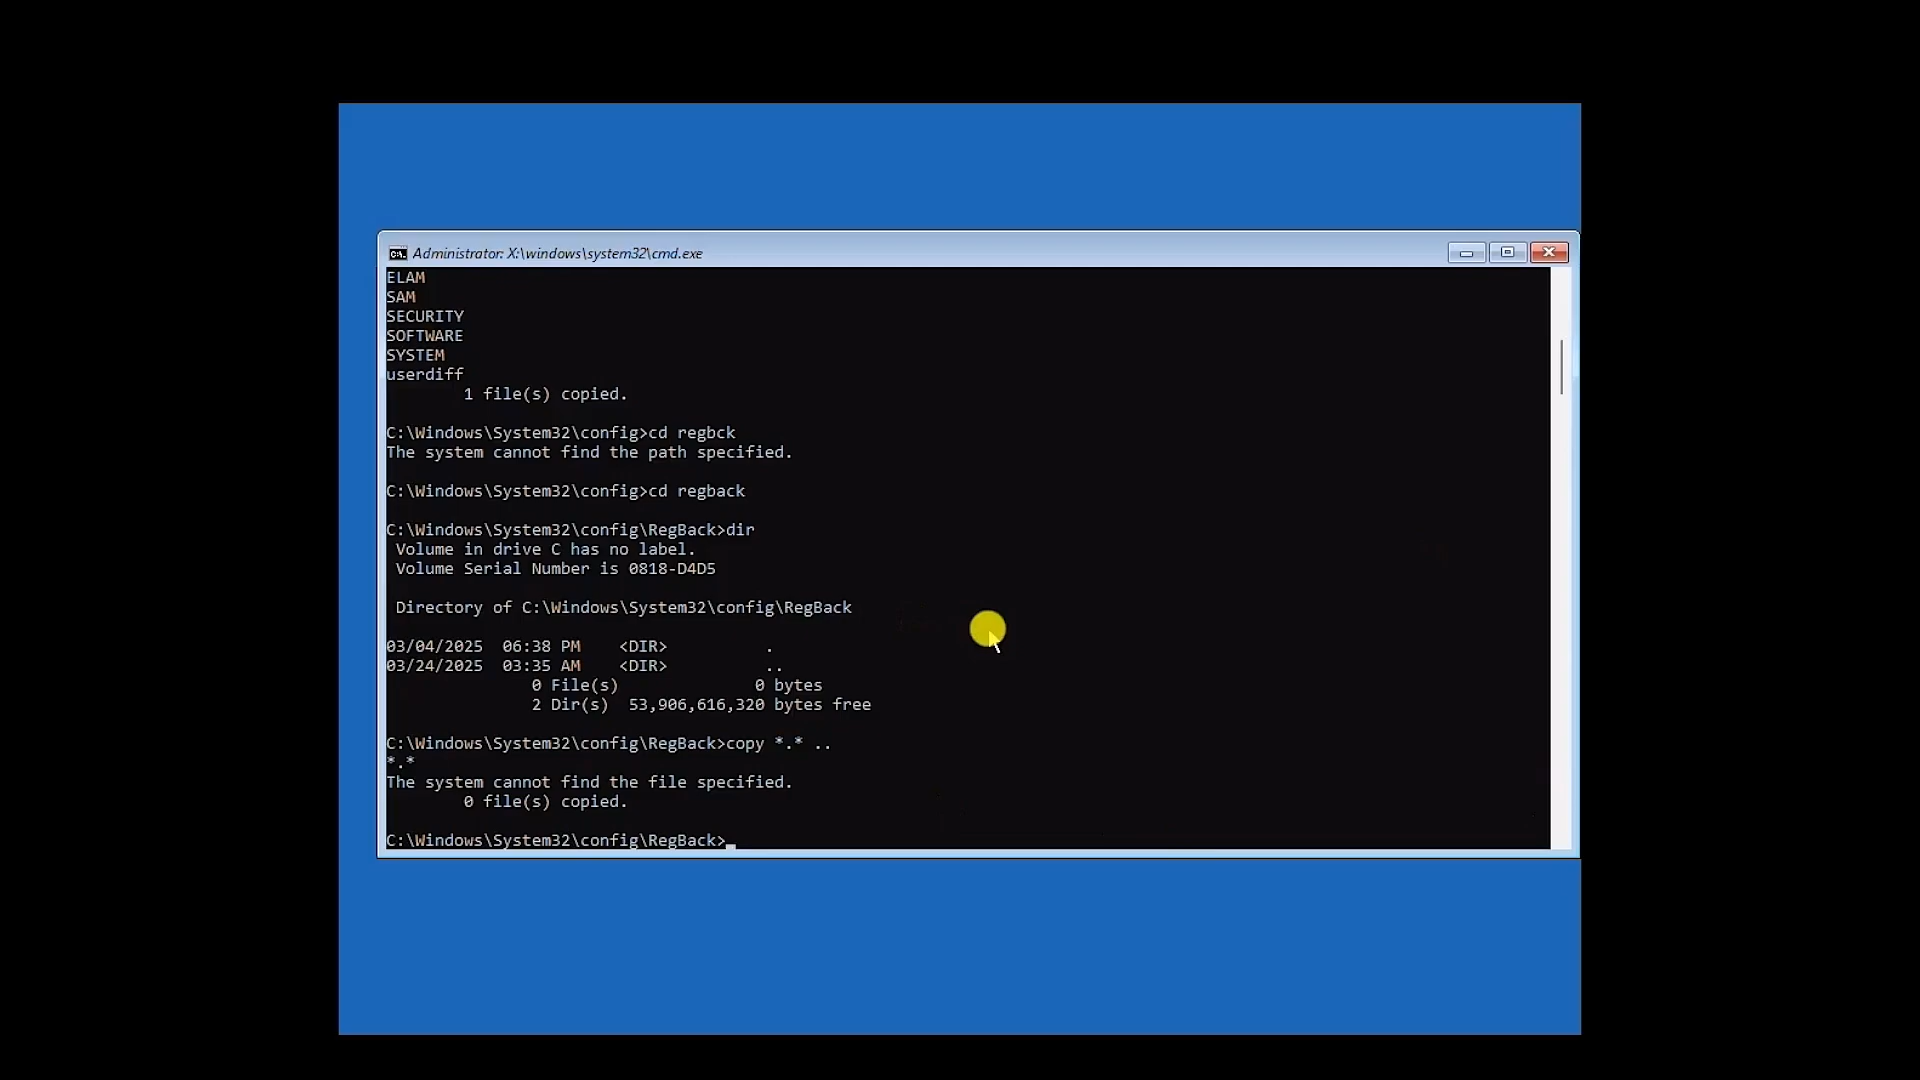 Administrator: X:\windows\system32\cmd.exe
ELAM
SAM
SECURITY
SOFTWARE
SYSTEM
userdiff
        1 file(s) copied.
C:\Windows\System32\config>cd regbck
The system cannot find the path specified.
C:\Windows\System32\config>cd regback
C:\Windows\System32\config\RegBack>dir
 Volume in drive C has no label.
 Volume Serial Number is 0818-D4D5
 Directory of C:\Windows\System32\config\RegBack
03/04/2025  06:38 PM    <DIR>          .
03/24/2025  03:35 AM    <DIR>          ..
               0 File(s)              0 bytes
               2 Dir(s)  53,906,616,320 bytes free
C:\Windows\System32\config\RegBack>copy *.* ..
*.*
The system cannot find the file specified.
        0 file(s) copied.
C:\Windows\System32\config\RegBack>